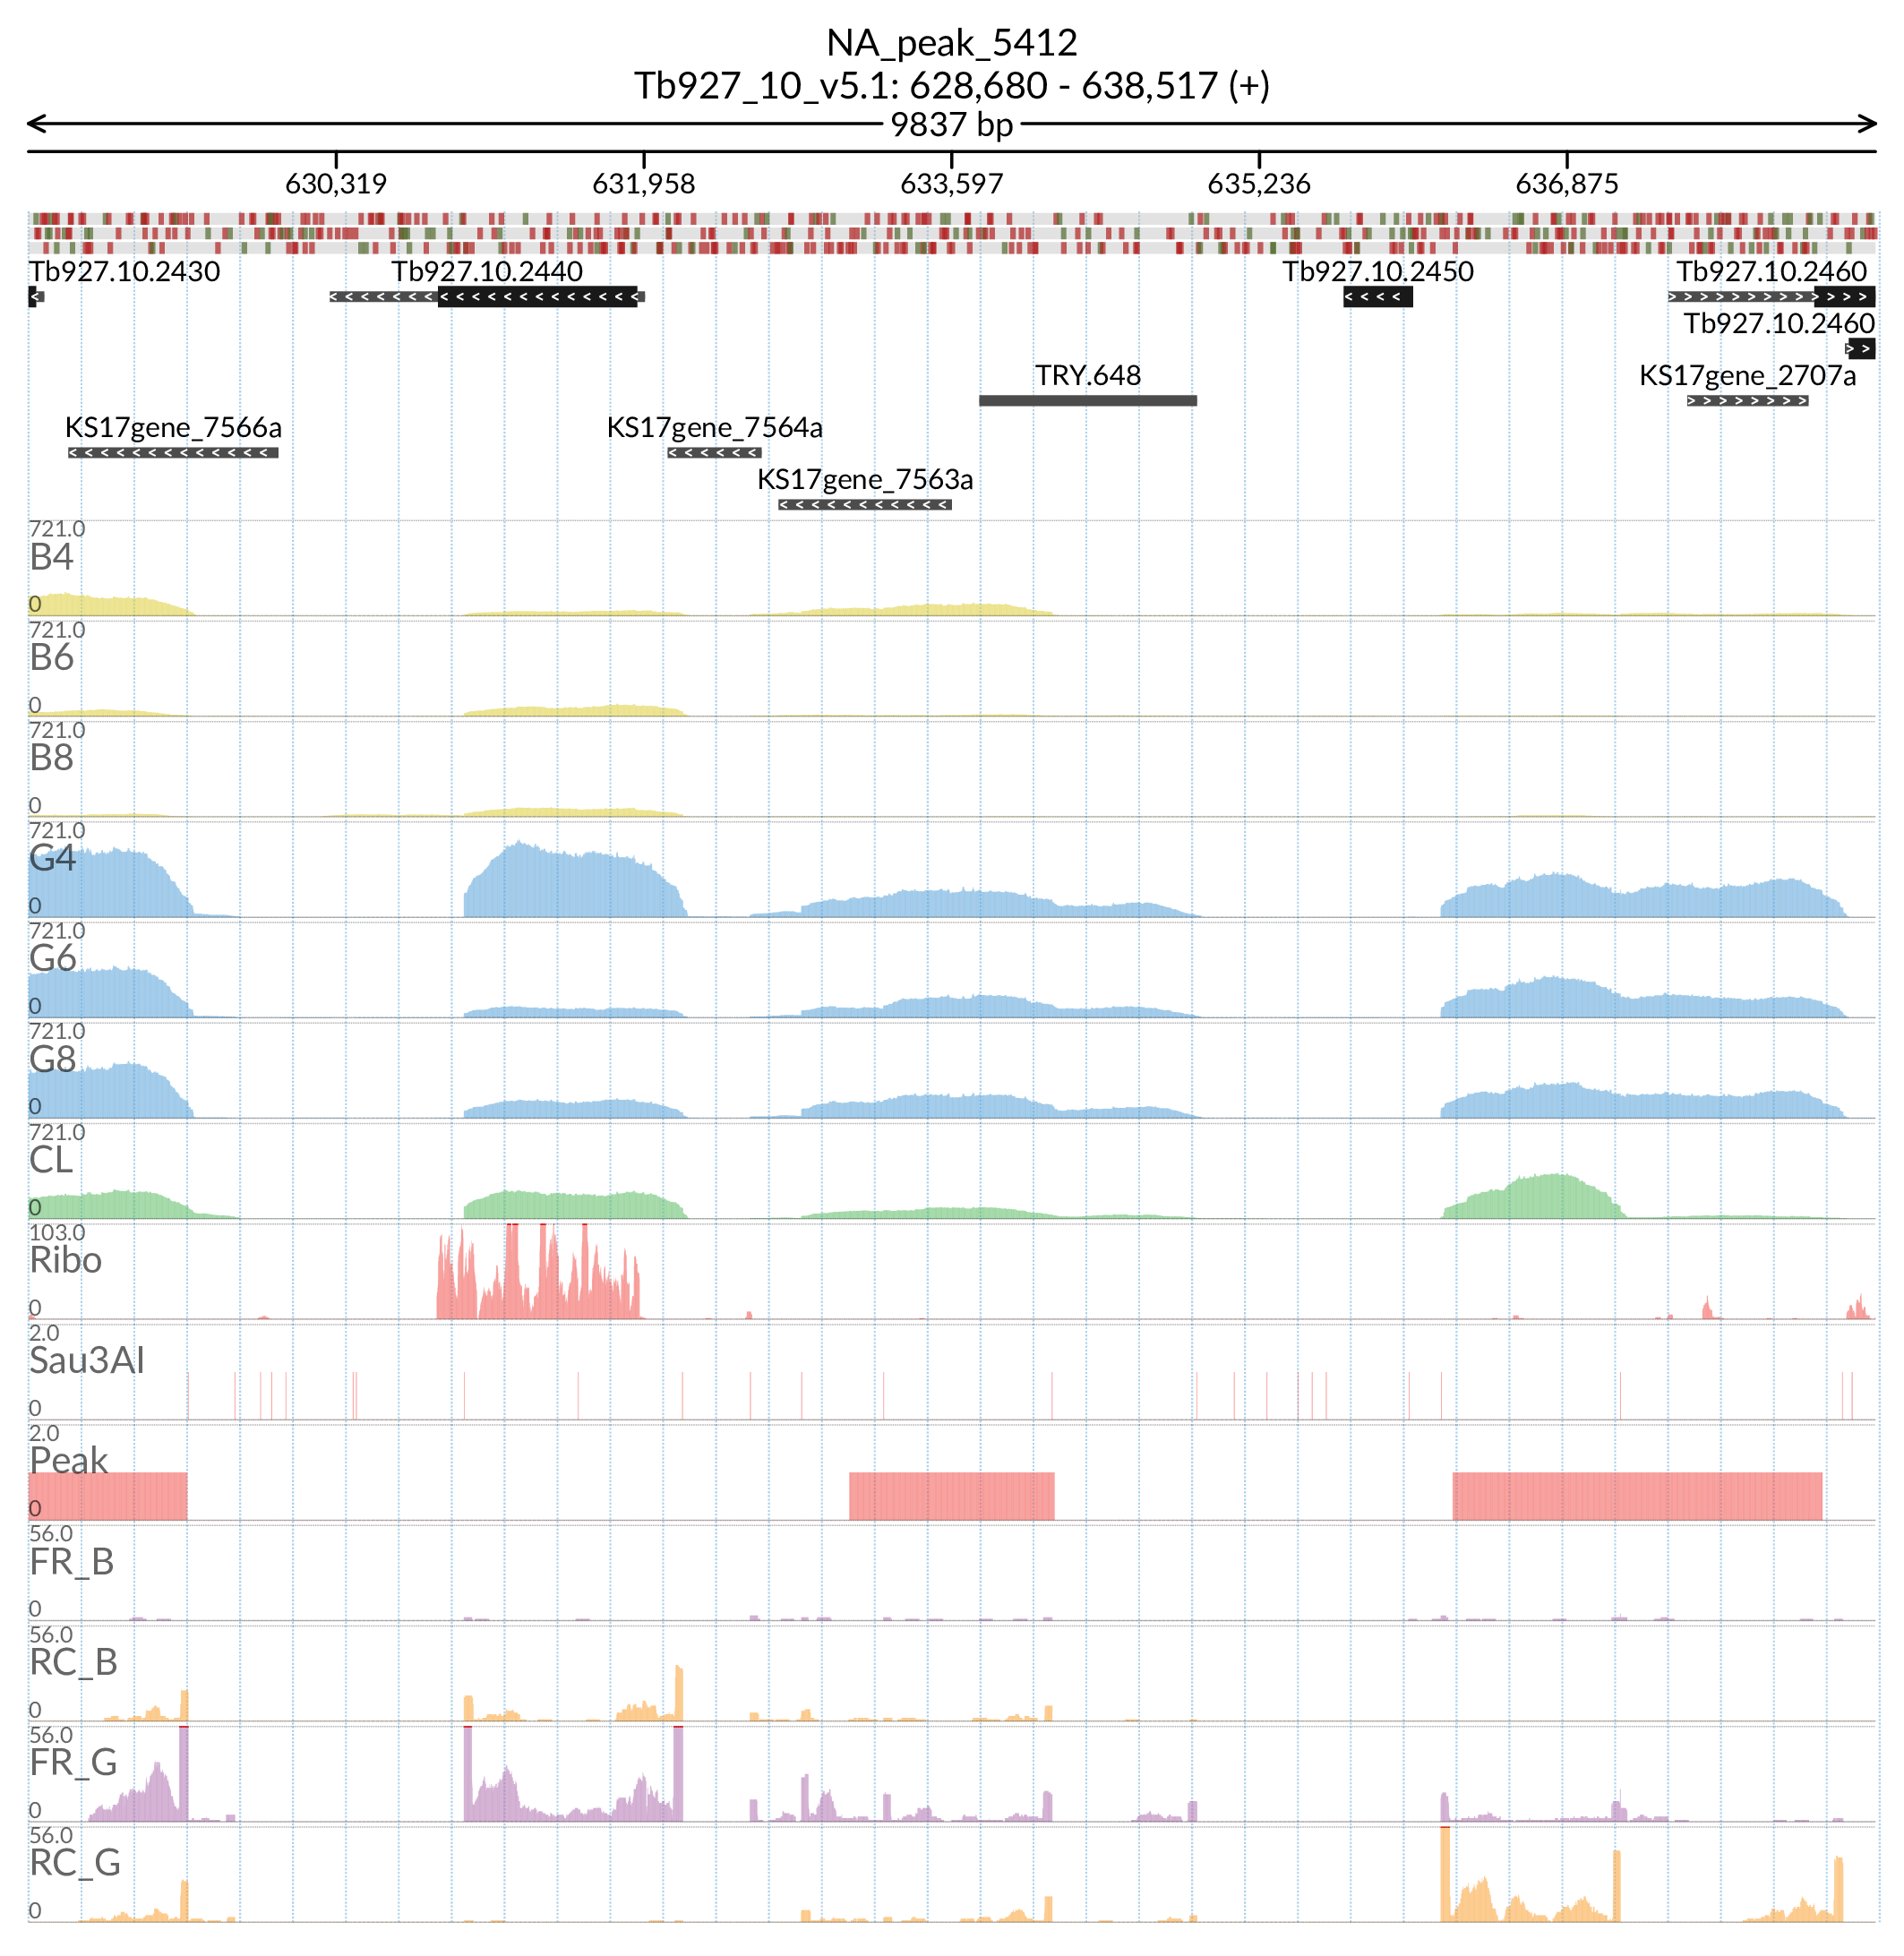 NA_peak_5412
Tb927_10_v5.1: 628,680 - 638,517 (+)
9837 bp
630,319 631,958 633,597 635,236 636,875
Tb927.10.2430 Tb927.10.2440 Tb927.10.2450 Tb927.10.2460
Tb927.10.2460
TRY.648 KS17gene_2707a
KS17gene_7566a KS17gene_7564a
KS17gene_7563a
721.0
B4
0
721.0
B6
0
721.0
B8
0
721.0
G4
0
721.0
G6
0
721.0
G8
0
721.0
CL
0
103.0
Ribo
0
2.0
Sau3AI
0
2.0
Peak
0
56.0
FR_B
0
56.0
RC_B
0
56.0
FR_G
0
56.0
RC_G
0